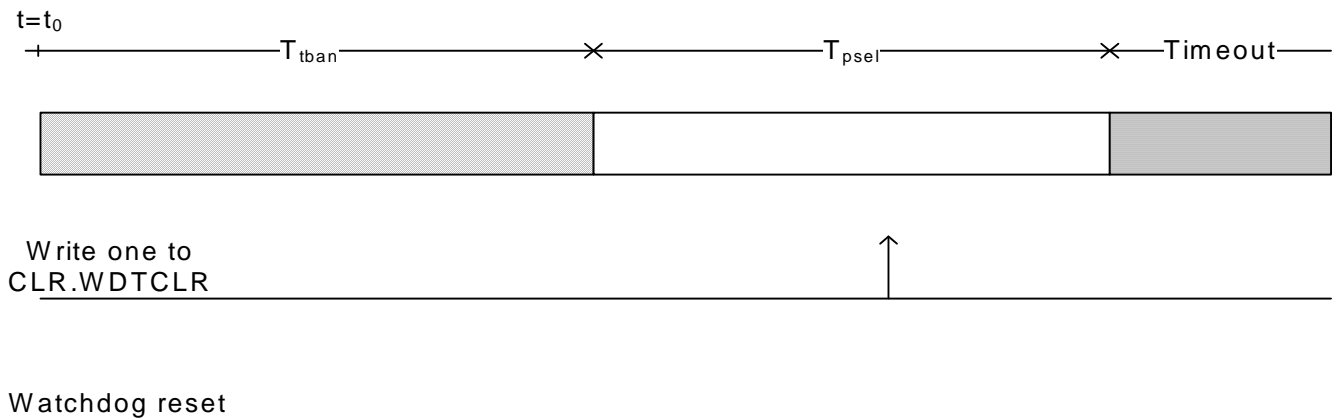 t=t₀
Tₜbₐₙ Tₚₛₑₗ Timeout
Write one to
CLR.WDTCLR
Watchdog reset